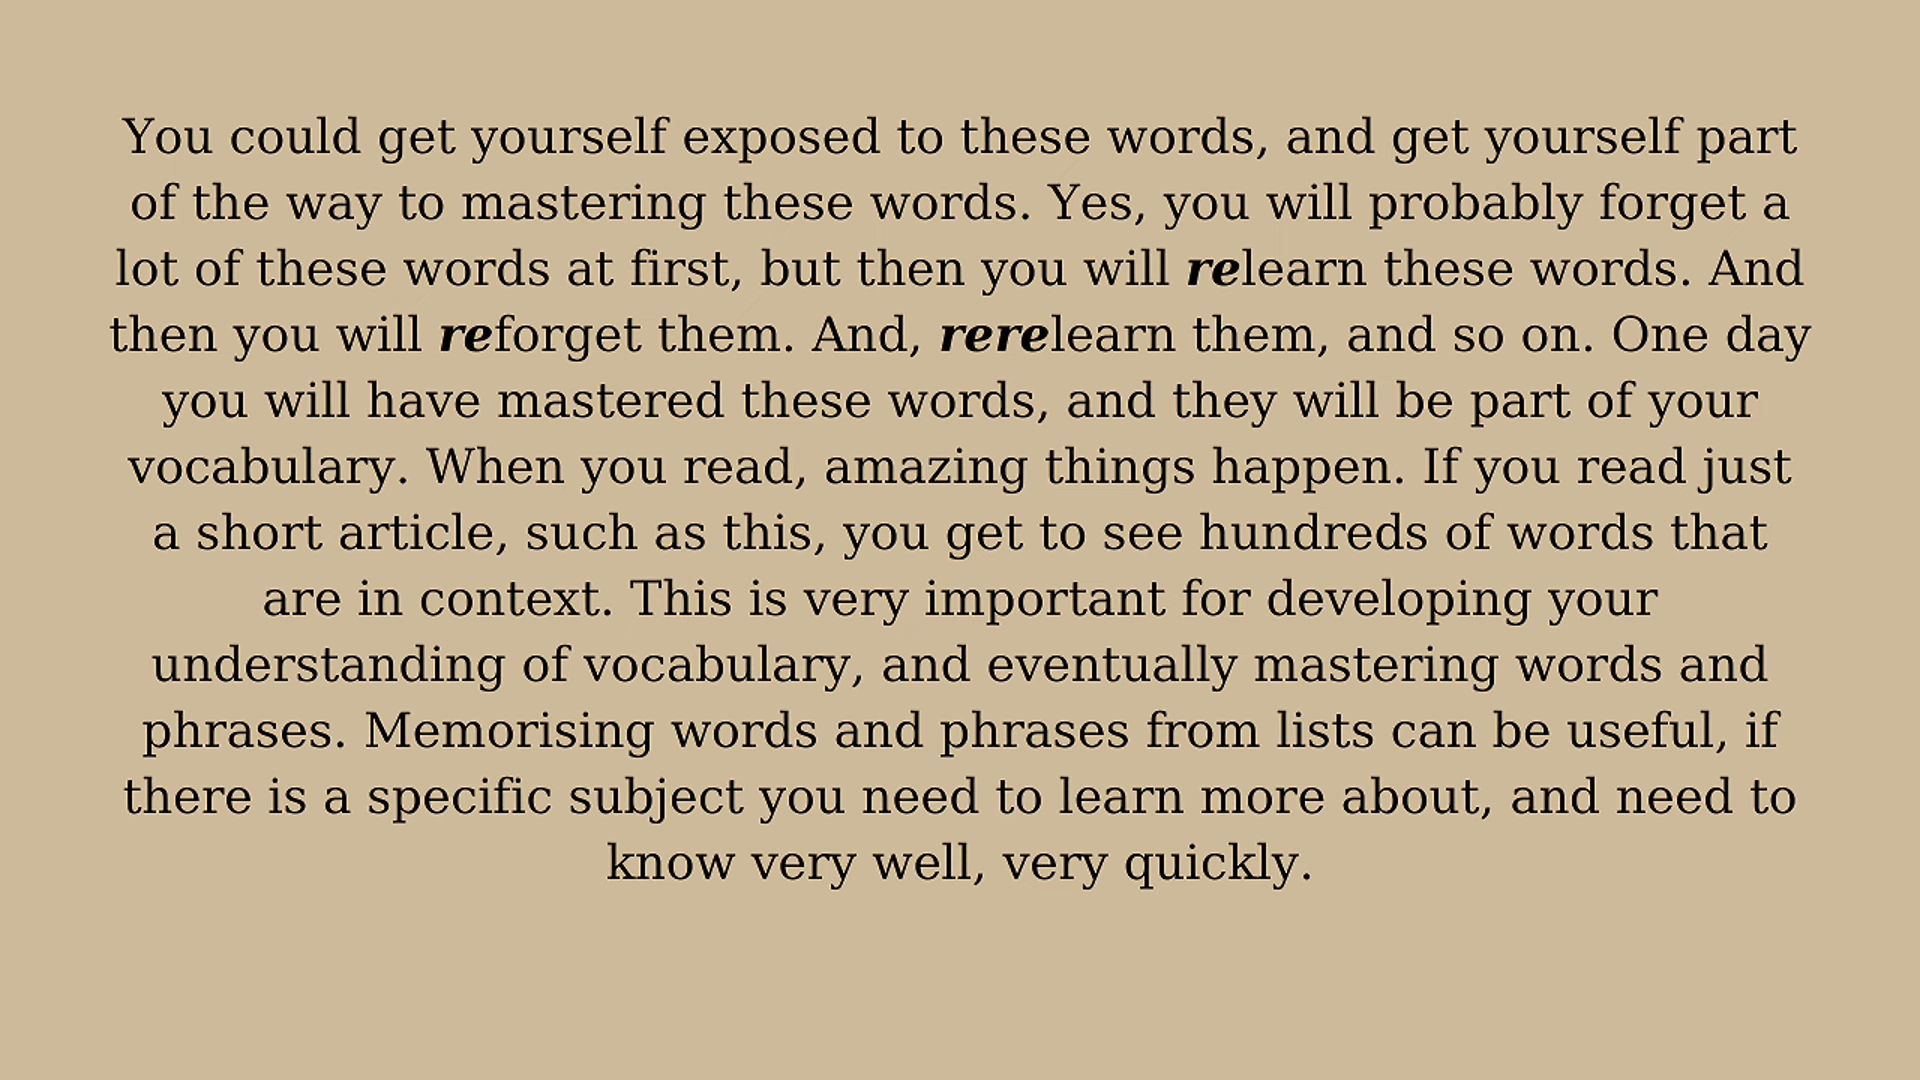 You could get yourself exposed to these words, and get yourself part
of the way to mastering these words. Yes, you will probably forget a
lot of these words at first, but then you will relearn these words. And
then you will reforget them. And, rerelearn them, and so on. One day
you will have mastered these words, and they will be part of your
vocabulary. When you read, amazing things happen. If you read just
a short article, such as this, you get to see hundreds of words that
are in context. This is very important for developing your
understanding of vocabulary, and eventually mastering words and
phrases. Memorising words and phrases from lists can be useful, if
there is a specific subject you need to learn more about, and need to
know very well, very quickly.